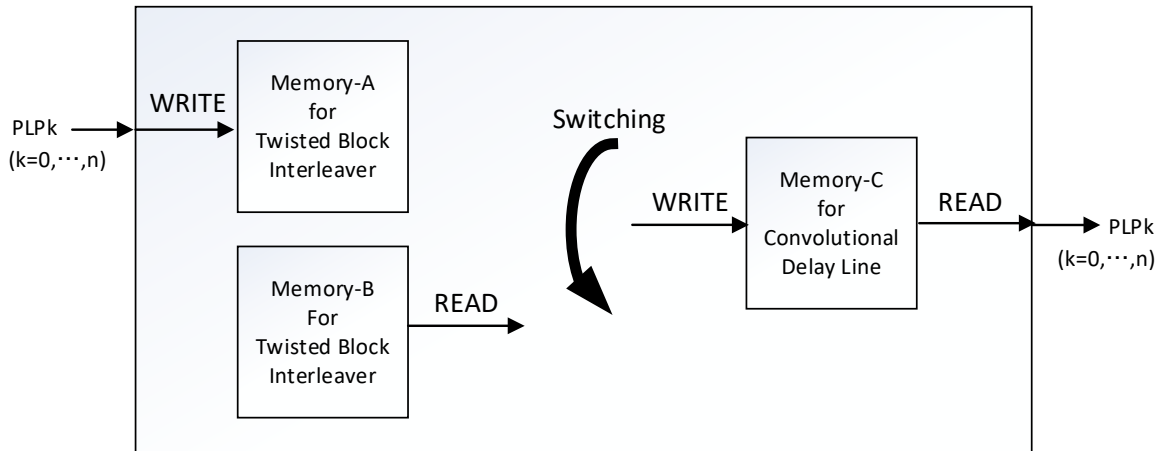 PLPk
(k=0,⋯,n)
WRITE
Memory-A
for
Twisted Block
Interleaver
Memory-B
For
Twisted Block
Interleaver
READ
Switching
WRITE
Memory-C
for
Convolutional
Delay Line
READ
PLPk
(k=0,⋯,n)